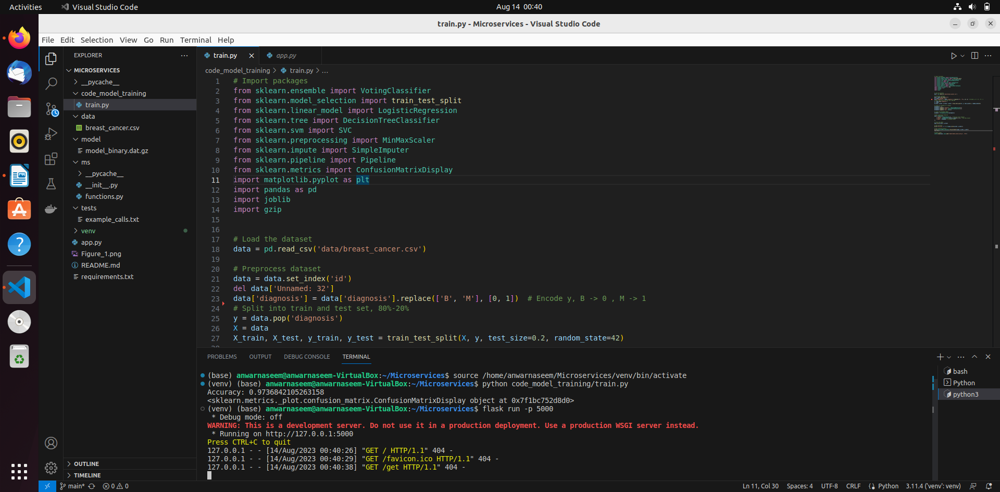 Activities
Visual Studio Code
Aug 14 00:40
train.py - Microservices - Visual Studio Code
File Edit Selection View Go Run Terminal Help
EXPLORER
MICROSERVICES
__pycache__
code_model_training
train.py
data
breast_cancer.csv
model
model_binary.dat.gz
ms
__pycache__
__init__.py
functions.py
tests
example_calls.txt
venv
app.py
Figure_1.png
README.md
requirements.txt
OUTLINE
TIMELINE
train.py
app.py
code_model_training > train.py > ...
1 # Import packages
2 from sklearn.ensemble import VotingClassifier
3 from sklearn.model_selection import train_test_split
4 from sklearn.linear_model import LogisticRegression
5 from sklearn.tree import DecisionTreeClassifier
6 from sklearn.svm import SVC
7 from sklearn.preprocessing import MinMaxScaler
8 from sklearn.impute import SimpleImputer
9 from sklearn.pipeline import Pipeline
10 from sklearn.metrics import ConfusionMatrixDisplay
11 import matplotlib.pyplot as plt
12 import pandas as pd
13 import joblib
14 import gzip
15
16
17 # Load the dataset
18 data = pd.read_csv('data/breast_cancer.csv')
19
20 # Preprocess dataset
21 data = data.set_index('id')
22 del data['Unnamed: 32']
23 data['diagnosis'] = data['diagnosis'].replace(['B', 'M'], [0, 1])  # Encode y, B -> 0 , M -> 1
24 # Split into train and test set, 80%-20%
25 y = data.pop('diagnosis')
26 X = data
27 X_train, X_test, y_train, y_test = train_test_split(X, y, test_size=0.2, random_state=42)
PROBLEMS OUTPUT DEBUG CONSOLE TERMINAL
(base) anwarnaseem@anwarnaseem-VirtualBox:~/Microservices$ source /home/anwarnaseem/Microservices/venv/bin/activate
(venv) (base) anwarnaseem@anwarnaseem-VirtualBox:~/Microservices$ python code_model_training/train.py
Accuracy: 0.9736842105263158
<sklearn.metrics._plot.confusion_matrix.ConfusionMatrixDisplay object at 0x7f1bc752d8d0>
(venv) (base) anwarnaseem@anwarnaseem-VirtualBox:~/Microservices$ flask run -p 5000
 * Debug mode: off
WARNING: This is a development server. Do not use it in a production deployment. Use a production WSGI server instead.
 * Running on http://127.0.0.1:5000
Press CTRL+C to quit
127.0.0.1 - - [14/Aug/2023 00:40:26] "GET / HTTP/1.1" 404 -
127.0.0.1 - - [14/Aug/2023 00:40:29] "GET /favicon.ico HTTP/1.1" 404 -
127.0.0.1 - - [14/Aug/2023 00:40:38] "GET /get HTTP/1.1" 404 -
bash
Python
python3
main*
0 0
Ln 11, Col 30
Spaces: 4
UTF-8
CRLF
Python
3.11.4 ('venv': venv)